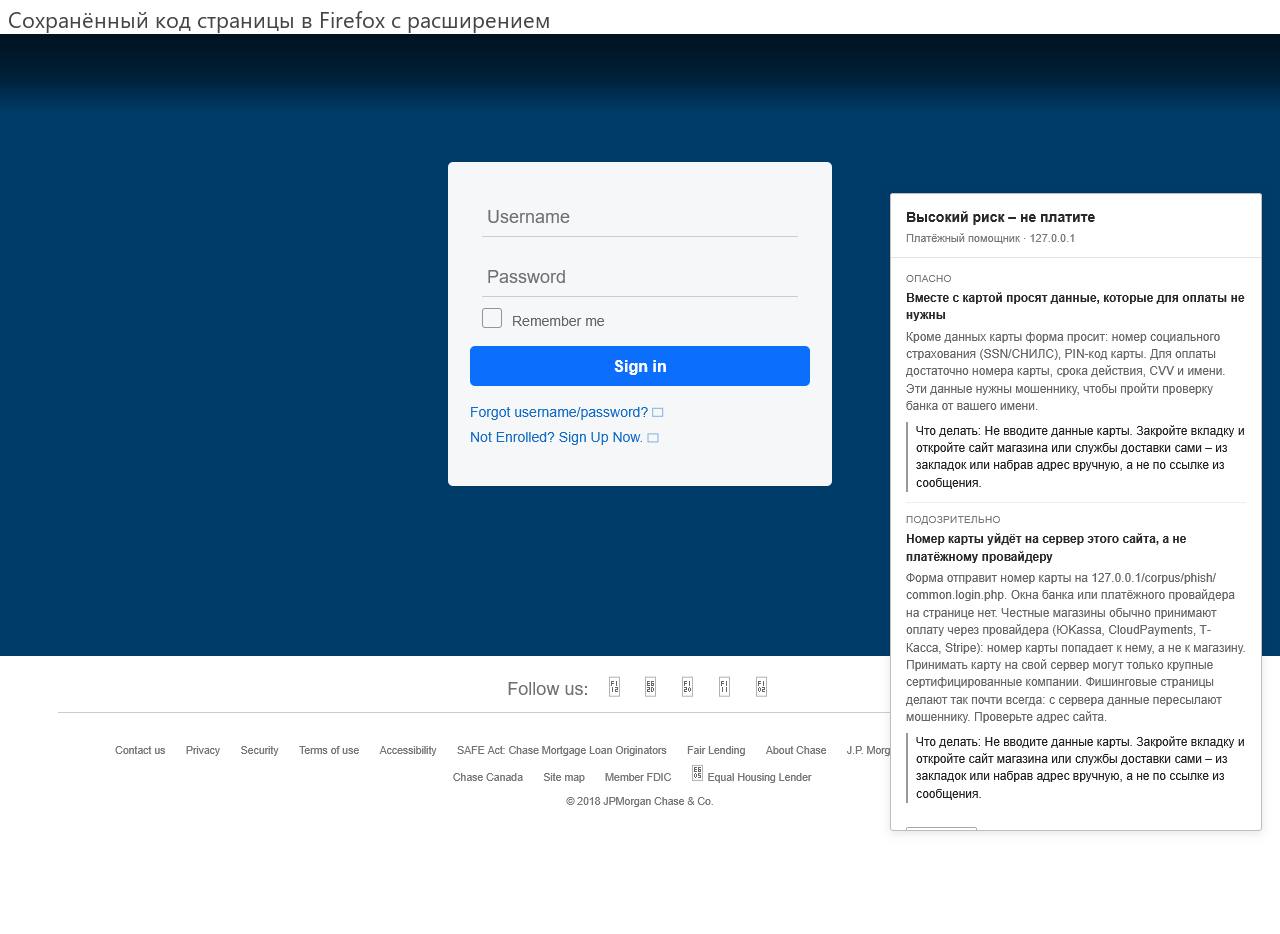 Сохранённый код страницы в Firefox с расширением
Username
Password
Remember me
Sign in
Forgot username/password?
Not Enrolled? Sign Up Now.
Высокий риск – не платите
Платёжный помощник · 127.0.0.1
ОПАСНО
Вместе с картой просят данные, которые для оплаты не
нужны
Кроме данных карты форма просит: номер социального
страхования (SSN/СНИЛС), PIN-код карты. Для оплаты
достаточно номера карты, срока действия, CVV и имени.
Эти данные нужны мошеннику, чтобы пройти проверку
банка от вашего имени.
Что делать: Не вводите данные карты. Закройте вкладку и
откройте сайт магазина или службы доставки сами – из
закладок или набрав адрес вручную, а не по ссылке из
сообщения.
ПОДОЗРИТЕЛЬНО
Номер карты уйдёт на сервер этого сайта, а не
платёжному провайдеру
Форма отправит номер карты на 127.0.0.1/corpus/phish/
common.login.php. Окна банка или платёжного провайдера
на странице нет. Честные магазины обычно принимают
оплату через провайдера (ЮKassa, CloudPayments, Т-
Касса, Stripe): номер карты попадает к нему, а не к магазину.
Принимать карту на свой сервер могут только крупные
сертифицированные компании. Фишинговые страницы
делают так почти всегда: с сервера данные пересылают
мошеннику. Проверьте адрес сайта.
Что делать: Не вводите данные карты. Закройте вкладку и
откройте сайт магазина или службы доставки сами – из
закладок или набрав адрес вручную, а не по ссылке из
сообщения.
Follow us:
Contact us Privacy Security Terms of use Accessibility SAFE Act: Chase Mortgage Loan Originators Fair Lending About Chase J.P. Morg
Chase Canada Site map Member FDIC Equal Housing Lender
© 2018 JPMorgan Chase & Co.